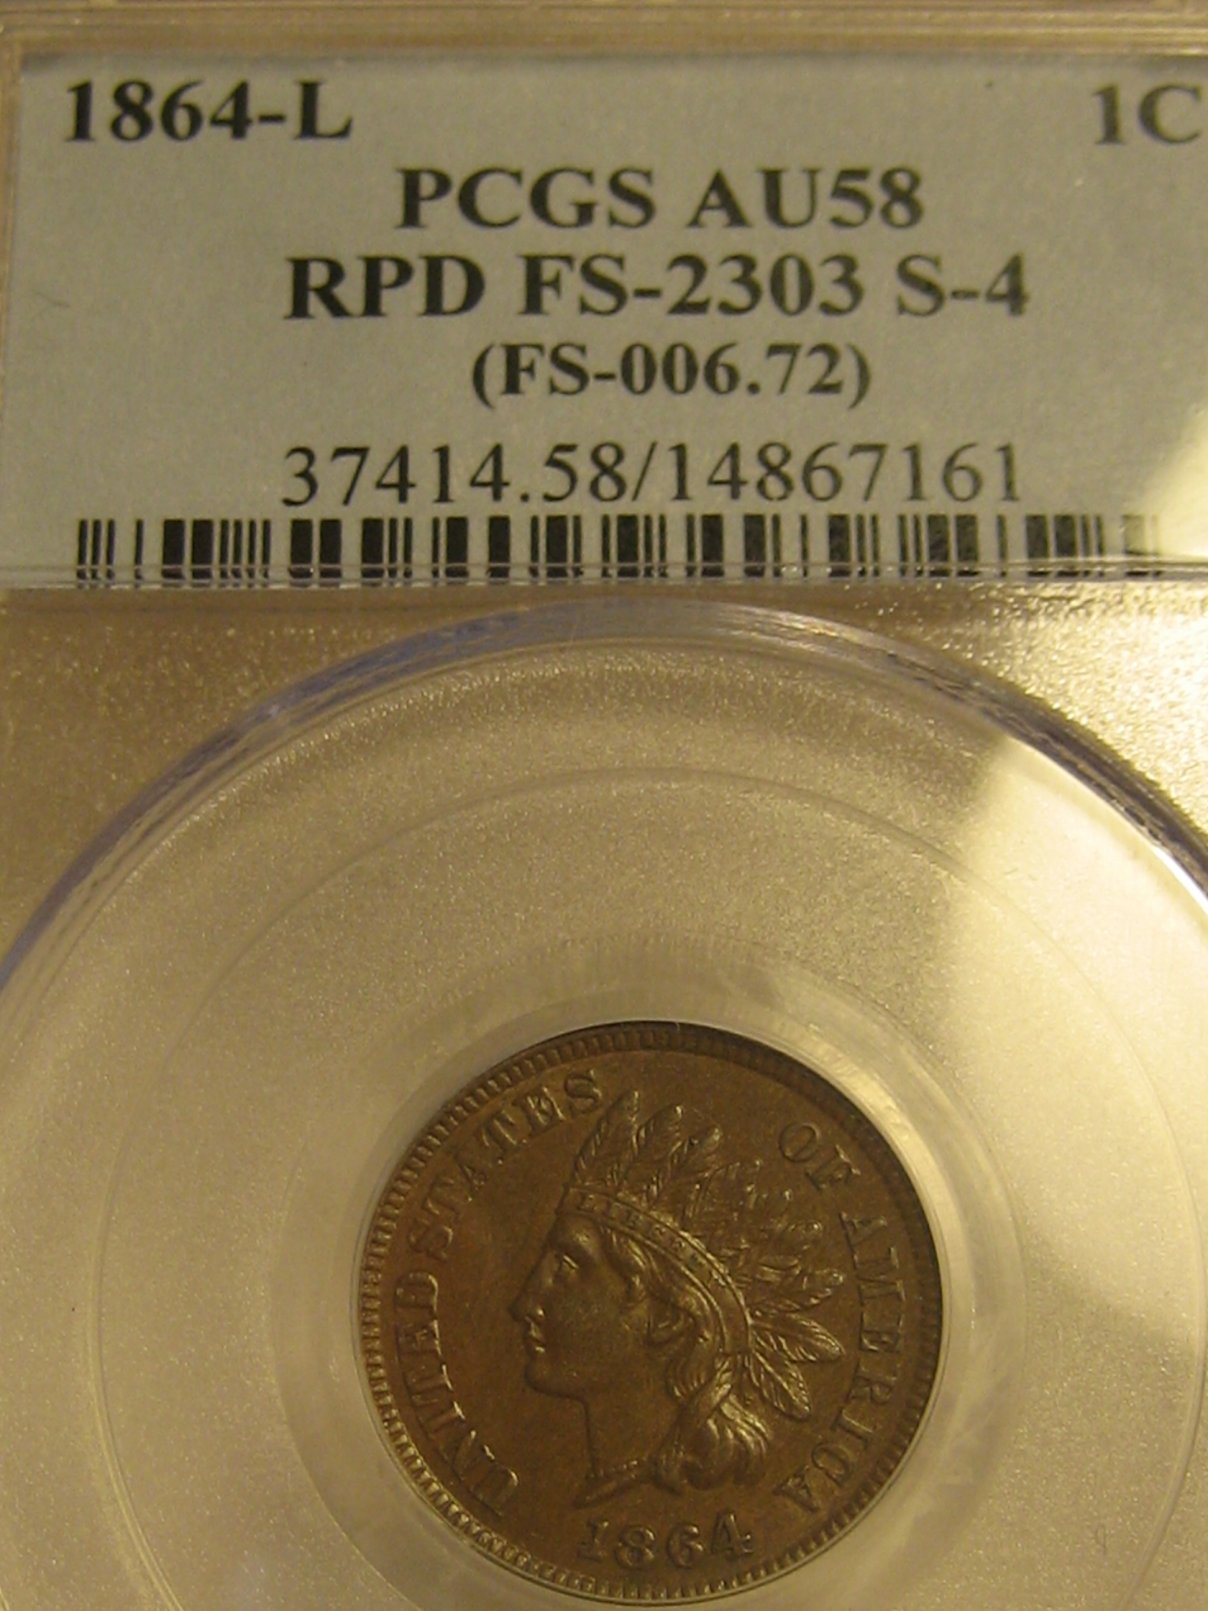 1864-L 1C
PCGS AU58
RPD FS-2303 S-4
(FS-006.72)
37414.58/14867161
UNITED STATES OF AMERICA
LIBERTY
1864